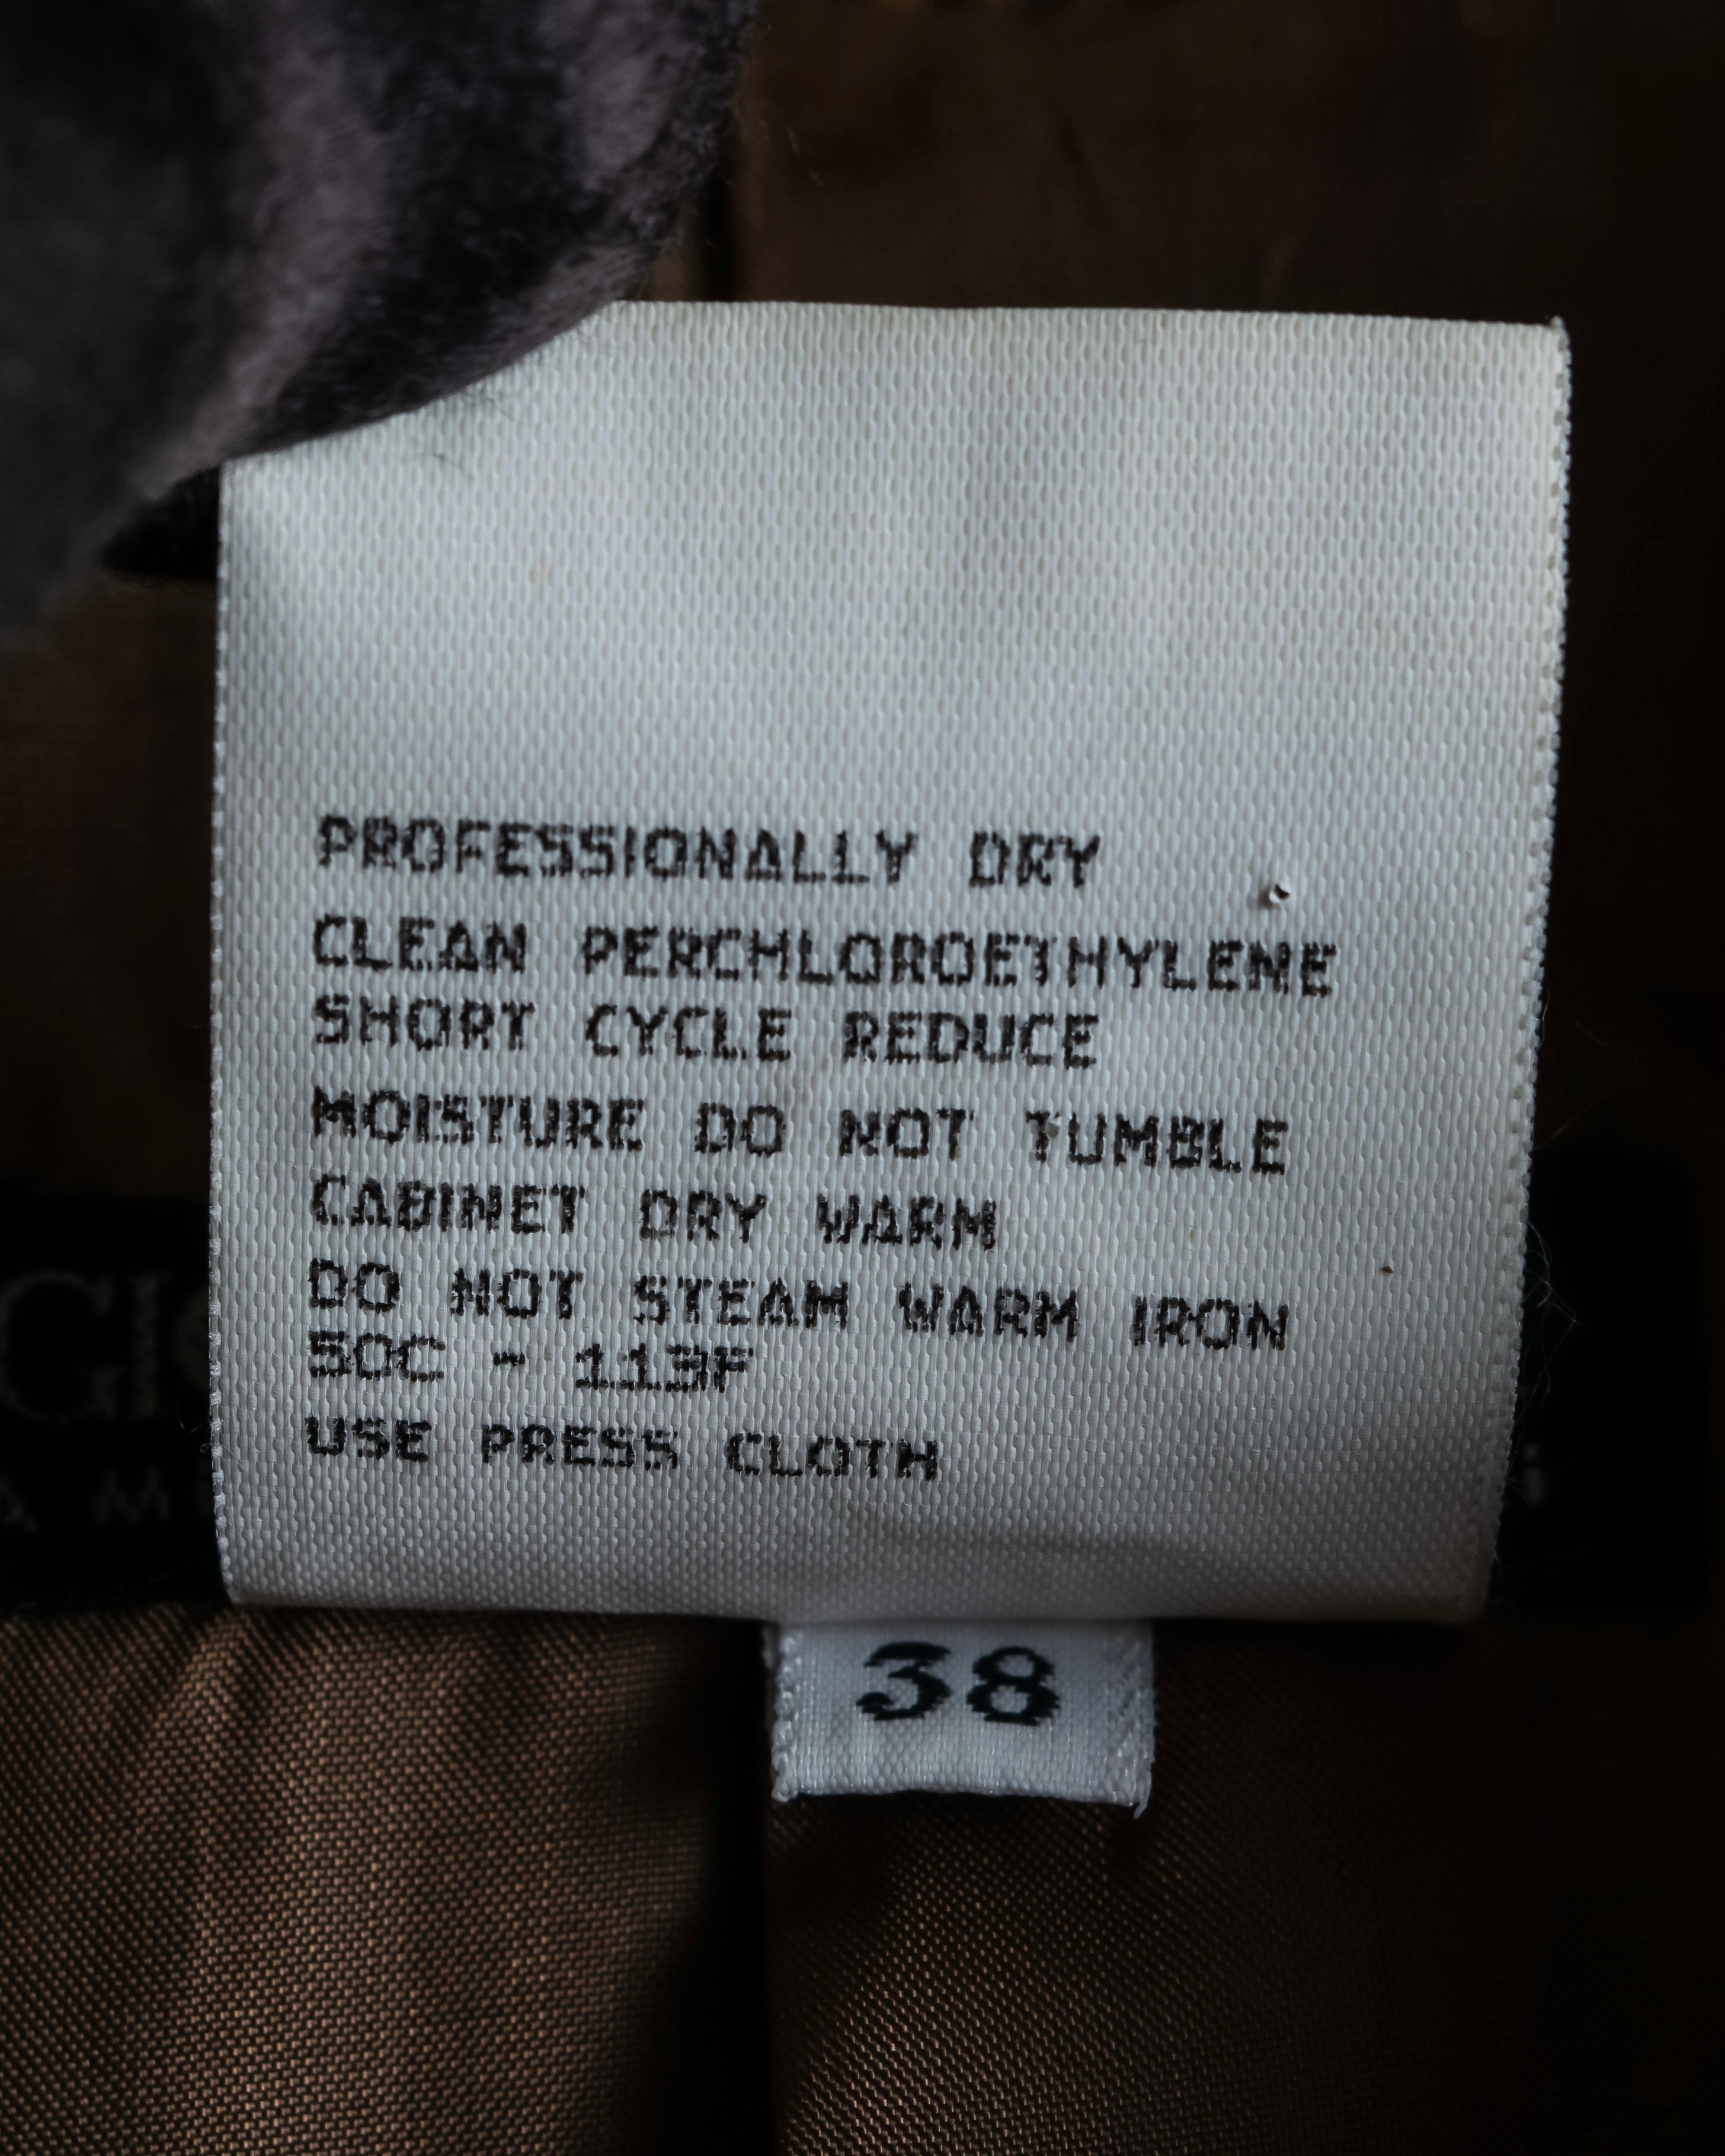 PROFESSIONALLY DRY
CLEAN PERCHLOROETHYLENE
SHORT CYCLE REDUCE
MOISTURE DO NOT TUMBLE
CABINET DRY WARM
DO NOT STEAM WARM IRON
50C - 113F
USE PRESS CLOTH
38